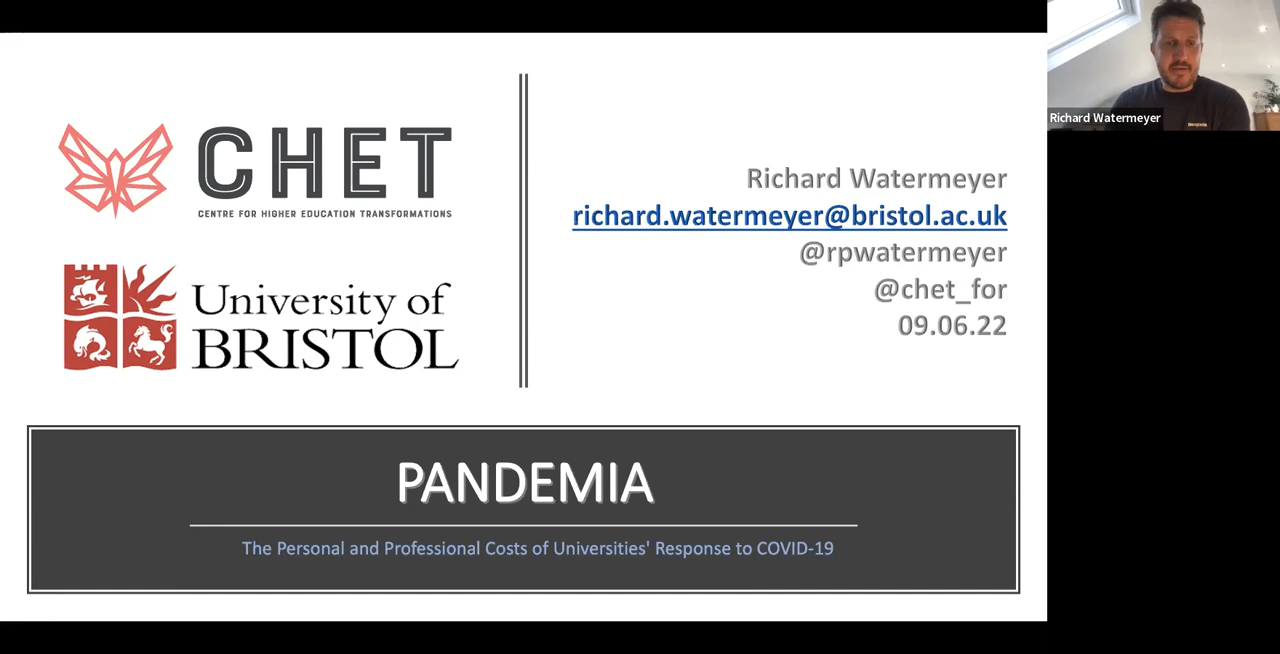 CHET
CENTRE FOR HIGHER EDUCATION TRANSFORMATIONS
University of
BRISTOL
Richard Watermeyer
richard.watermeyer@bristol.ac.uk
@rpwatermeyer
@chet_for
09.06.22
PANDEMIA
The Personal and Professional Costs of Universities' Response to COVID-19
Richard Watermeyer